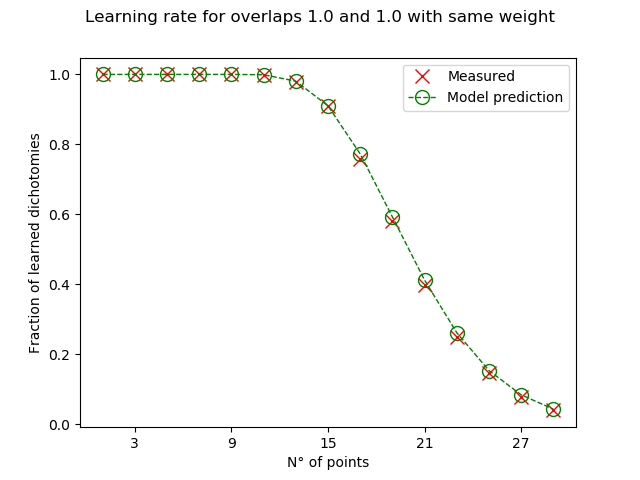 Learning rate for overlaps 1.0 and 1.0 with same weight
Measured
Model prediction
Fraction of learned dichotomies
1.0
0.8
0.6
0.4
0.2
0.0
3 9 15 21 27
N° of points